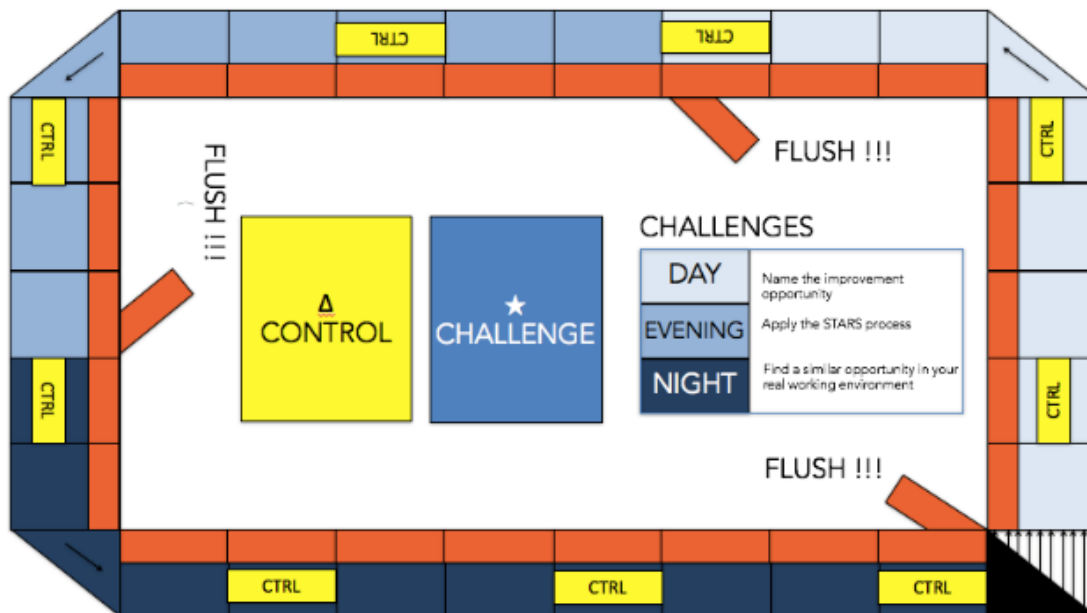 CTRL
CTRL
CTRL
CTRL
FLUSH !!!
FLUSH !!!!
CHALLENGES
DAY
Name the improvement
opportunity
EVENING
Apply the STARS process
NIGHT
Find a similar opportunity in your
real working environment
Δ
CONTROL
★
CHALLENGE
CTRL
CTRL
FLUSH !!!
CTRL
CTRL
CTRL